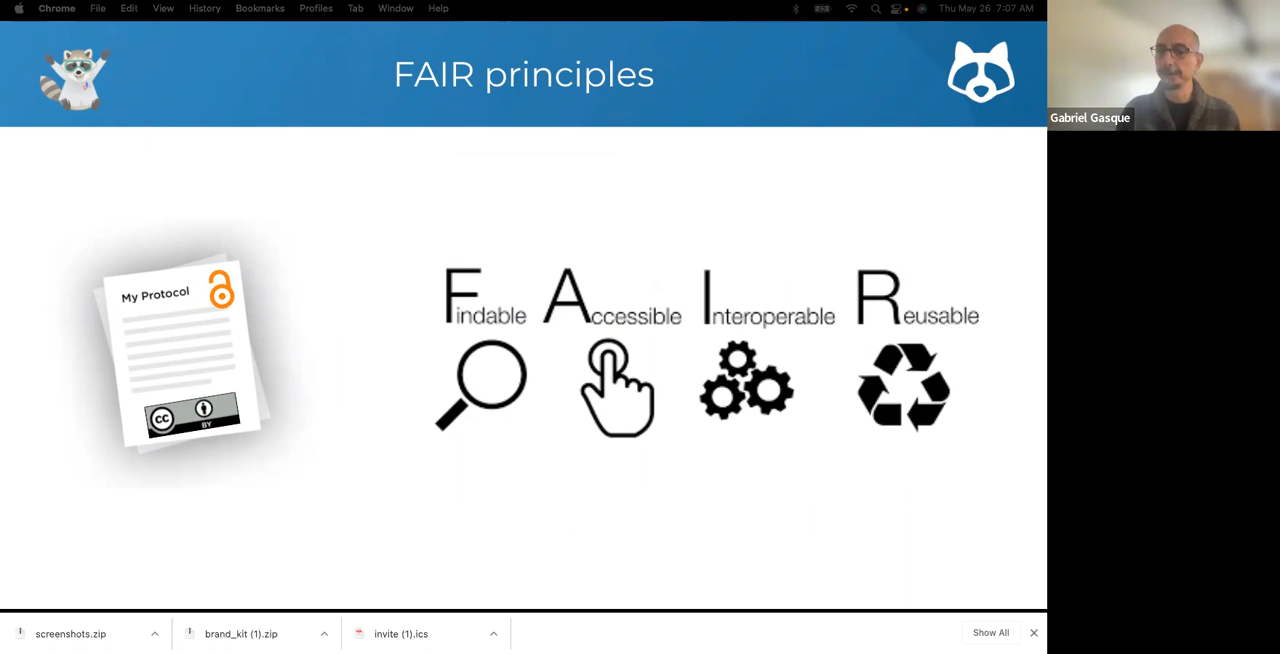 Chrome File Edit View History Bookmarks Profiles Tab Window Help Thu May 26 7:07 AM
FAIR principles
Gabriel Gasque
My Protocol
Findable Accessible Interoperable Reusable
CC BY
screenshots.zip brand_kit (1).zip invite (1).ics Show All